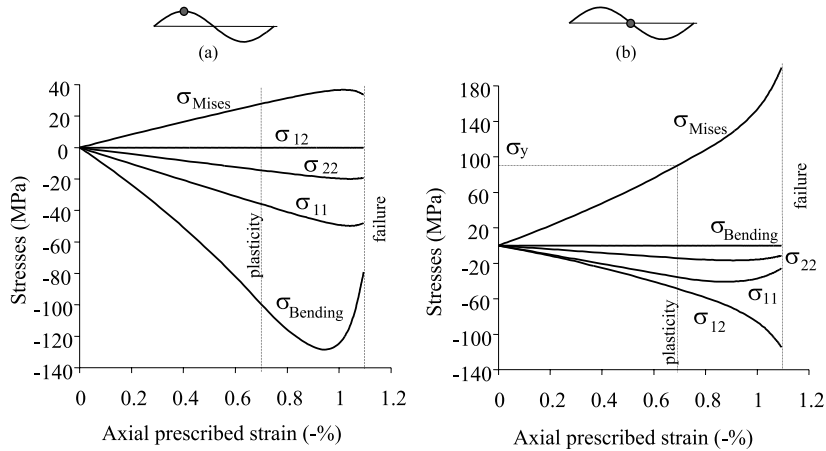 (a)
40
20
0
-20
-40
-60
-80
-100
-120
-140
0
0.2
0.4
0.6
0.8
1
1.2
Stresses (MPa)
Axial prescribed strain (-%)
σMises
σ12
σ22
σ11
σBending
plasticity
failure
(b)
180
140
100
60
20
-20
-60
-100
-140
0
0.2
0.4
0.6
0.8
1
1.2
Stresses (MPa)
Axial prescribed strain (-%)
σMises
σy
σBending
σ22
σ11
σ12
plasticity
failure